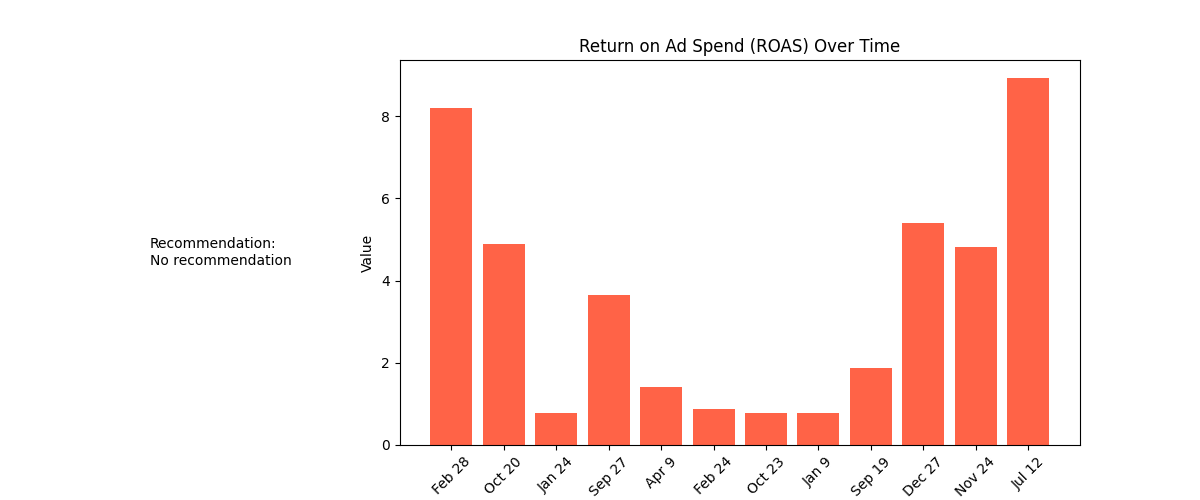 Return on Ad Spend (ROAS) Over Time
Recommendation:
No recommendation
Value
8
6
4
2
0
Feb 28
Oct 20
Jan 24
Sep 27
Apr 9
Feb 24
Oct 23
Jan 9
Sep 19
Dec 27
Nov 24
Jul 12